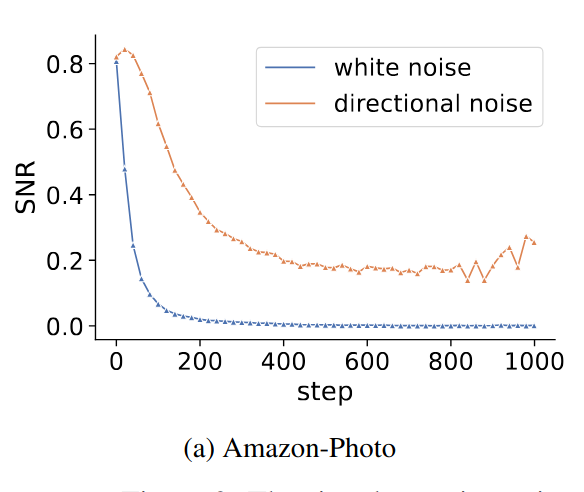 white noise
directional noise
SNR
0.8
0.6
0.4
0.2
0.0
0 200 400 600 800 1000
step
(a) Amazon-Photo